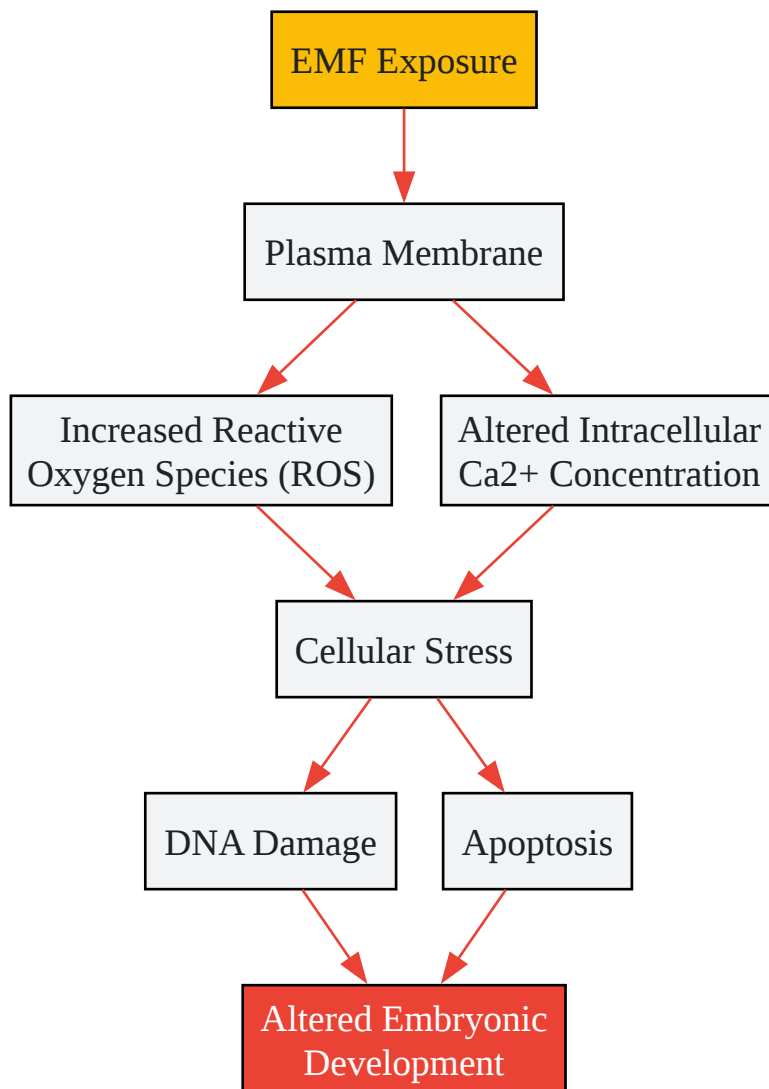 EMF Exposure
Plasma Membrane
Increased Reactive
Oxygen Species (ROS)
Altered Intracellular
Ca2+ Concentration
Cellular Stress
DNA Damage
Apoptosis
Altered Embryonic
Development